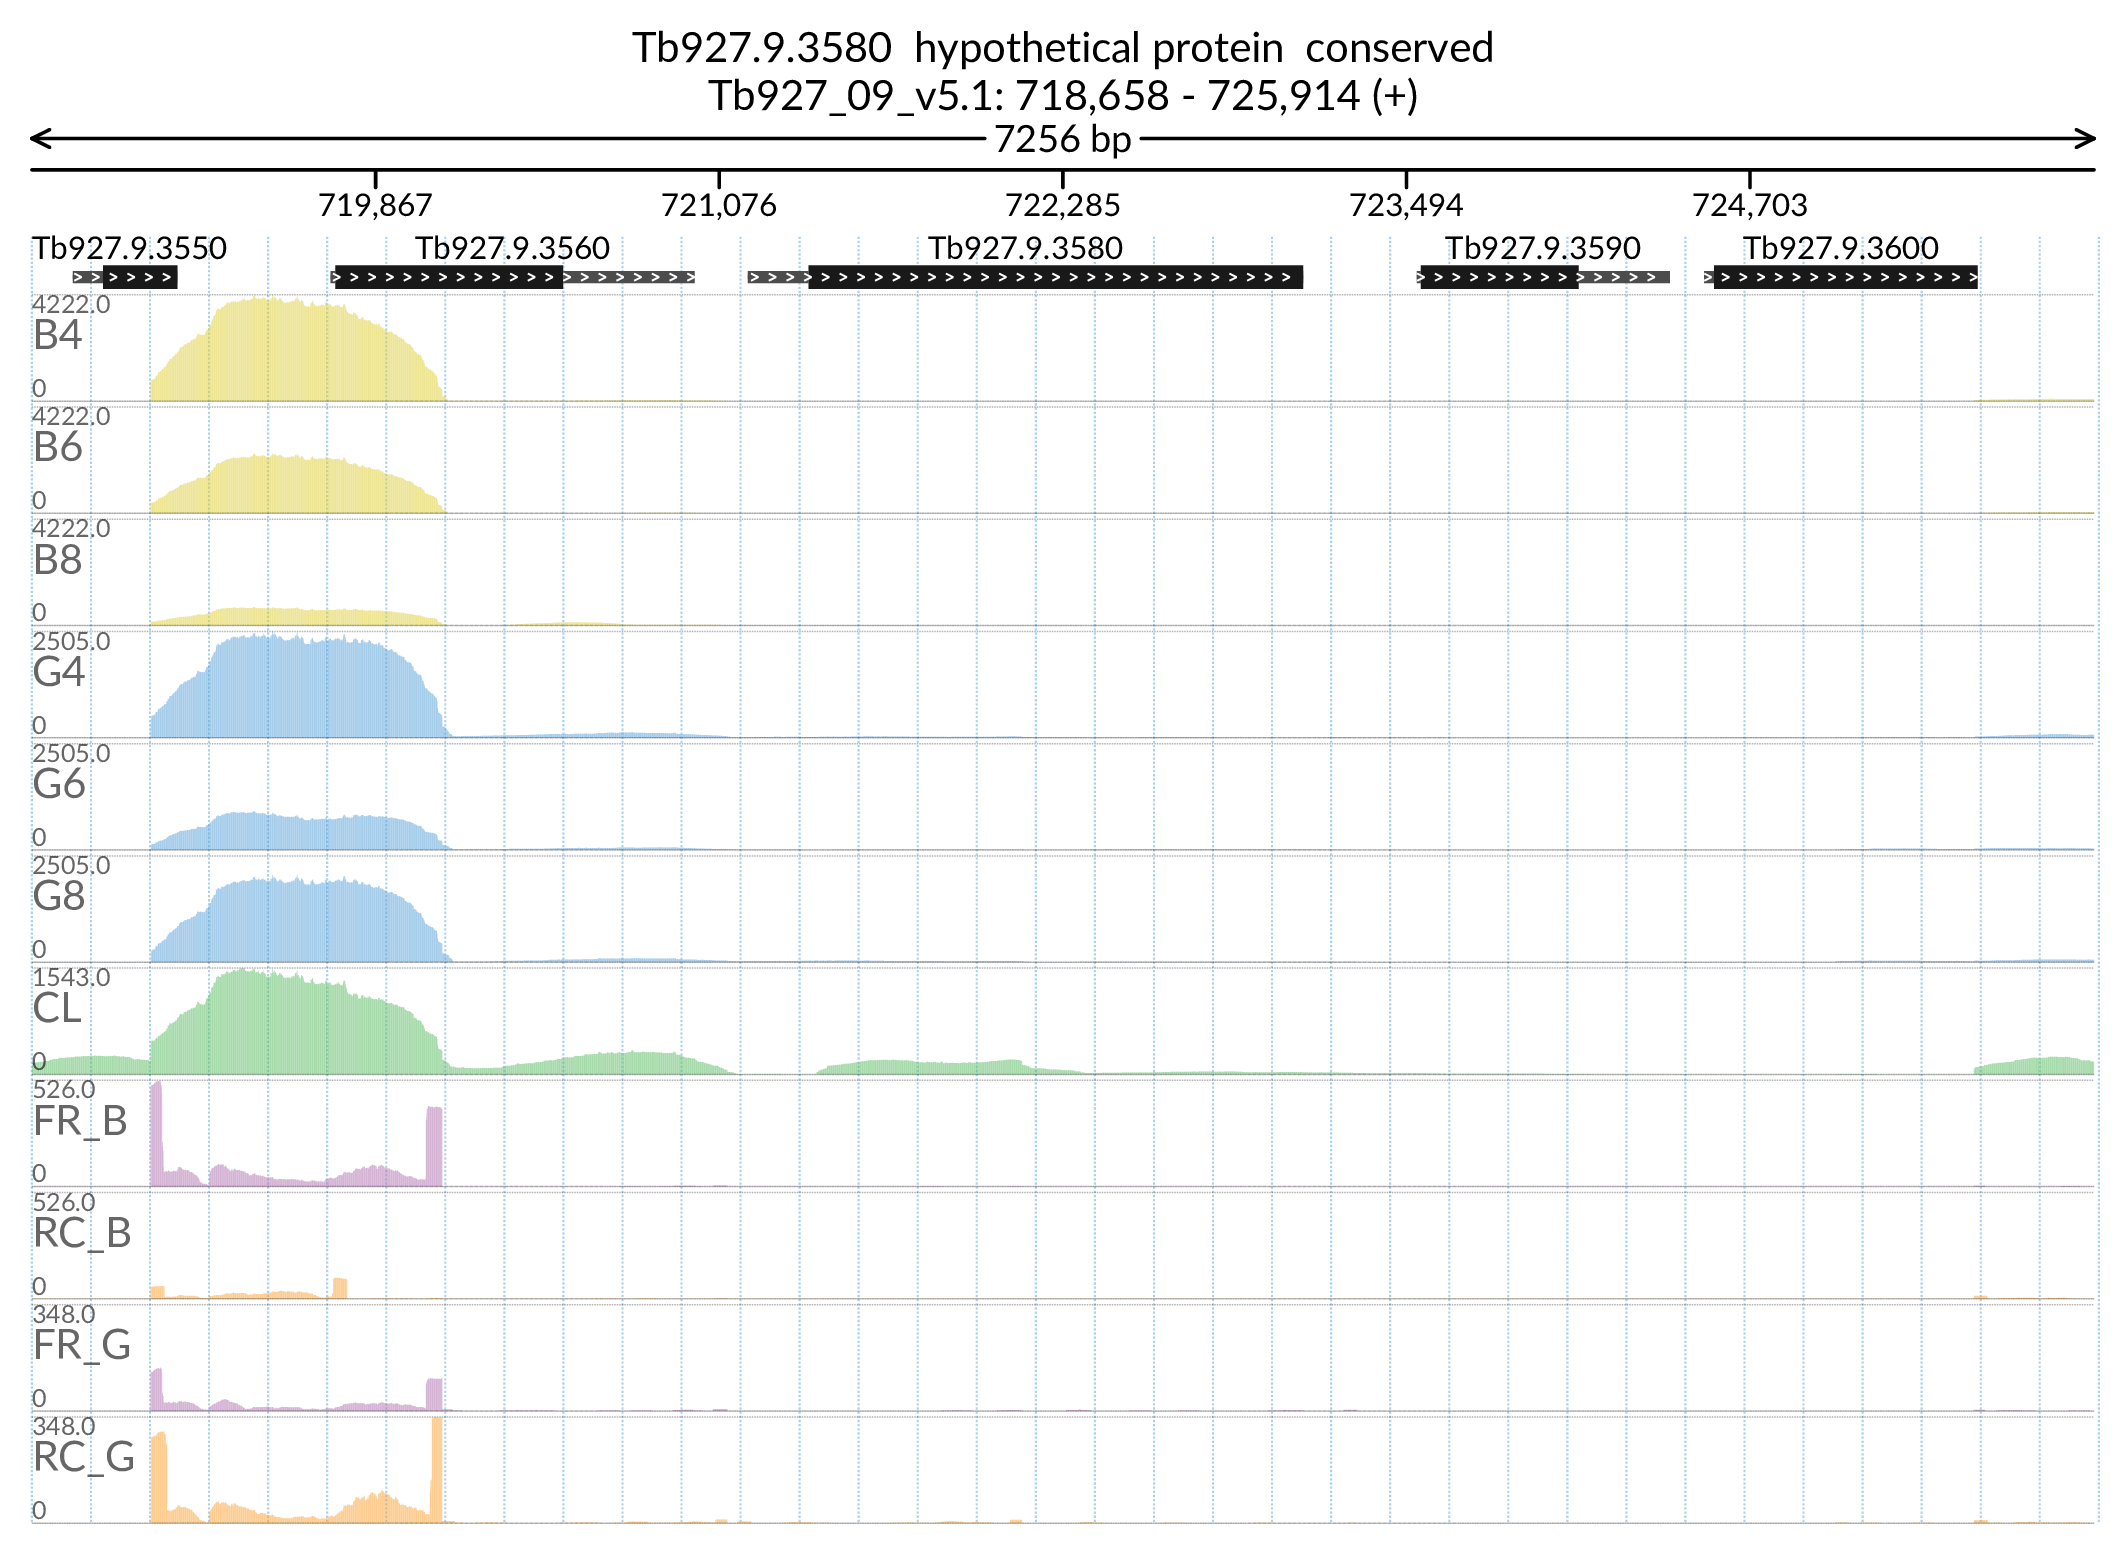 Tb927.9.3580  hypothetical protein  conserved
Tb927_09_v5.1: 718,658 - 725,914 (+)
7256 bp
719,867 721,076 722,285 723,494 724,703
Tb927.9.3550 Tb927.9.3560 Tb927.9.3580 Tb927.9.3590 Tb927.9.3600
4222.0
B4
0
4222.0
B6
0
4222.0
B8
0
2505.0
G4
0
2505.0
G6
0
2505.0
G8
0
1543.0
CL
0
526.0
FR_B
0
526.0
RC_B
0
348.0
FR_G
0
348.0
RC_G
0